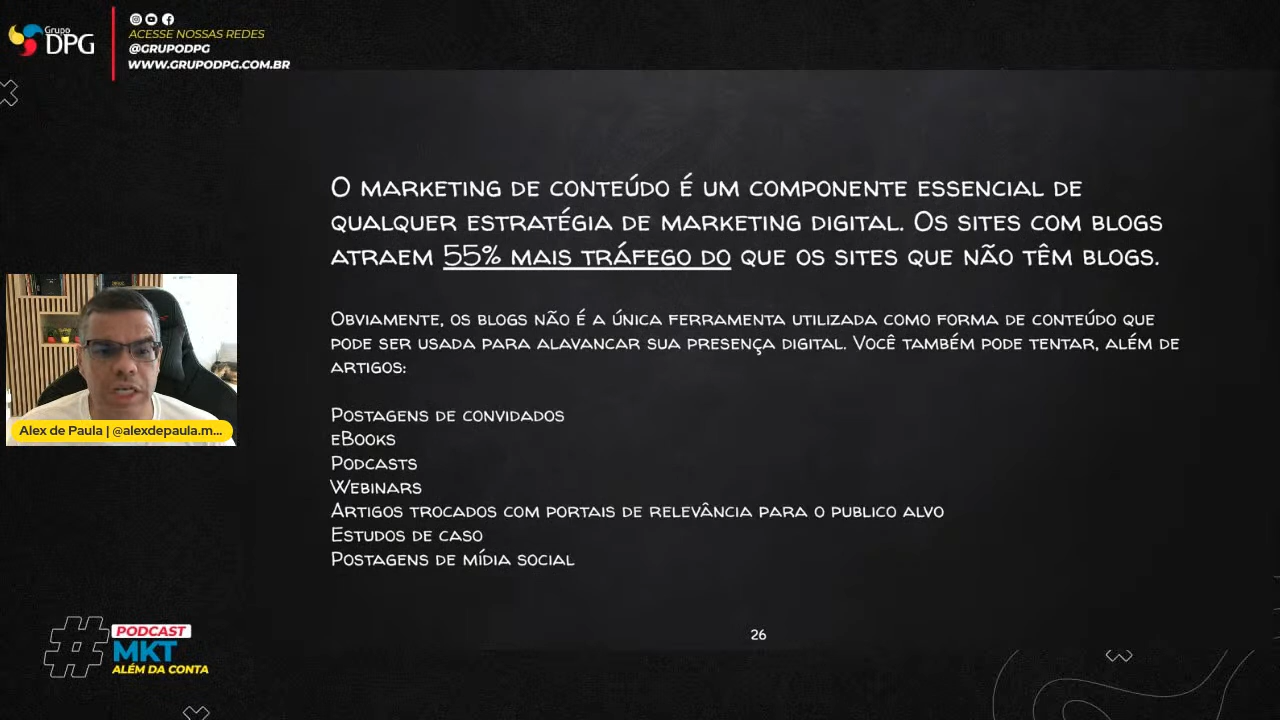 Grupo
DPG
ACESSE NOSSAS REDES
@GRUPODPG
WWW.GRUPODPG.COM.BR
O MARKETING DE CONTEÚDO É UM COMPONENTE ESSENCIAL DE
QUALQUER ESTRATÉGIA DE MARKETING DIGITAL. OS SITES COM BLOGS
ATRAEM 55% MAIS TRÁFEGO DO QUE OS SITES QUE NÃO TÊM BLOGS.
OBVIAMENTE, OS BLOGS NÃO É A ÚNICA FERRAMENTA UTILIZADA COMO FORMA DE CONTEÚDO QUE
PODE SER USADA PARA ALAVANCAR SUA PRESENÇA DIGITAL. VOCÊ TAMBÉM PODE TENTAR, ALÉM DE
ARTIGOS:
POSTAGENS DE CONVIDADOS
EBOOKS
PODCASTS
WEBINARS
ARTIGOS TROCADOS COM PORTAIS DE RELEVÂNCIA PARA O PUBLICO ALVO
ESTUDOS DE CASO
POSTAGENS DE MÍDIA SOCIAL
26
Alex de Paula | @alexdepaula.m...
# PODCAST
MKT
ALÉM DA CONTA